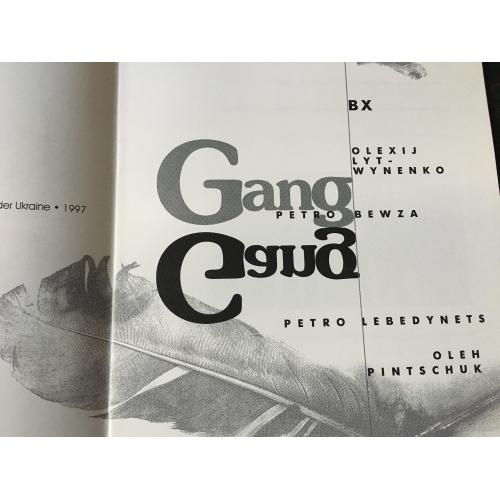 der Ukraine • 1997
BX
OLEXIJ
LYT-
WYNENKO
Gang
PETRO BEWZA
Gang
PETRO LEBEDYNETS
OLEH
PINTSCHUK